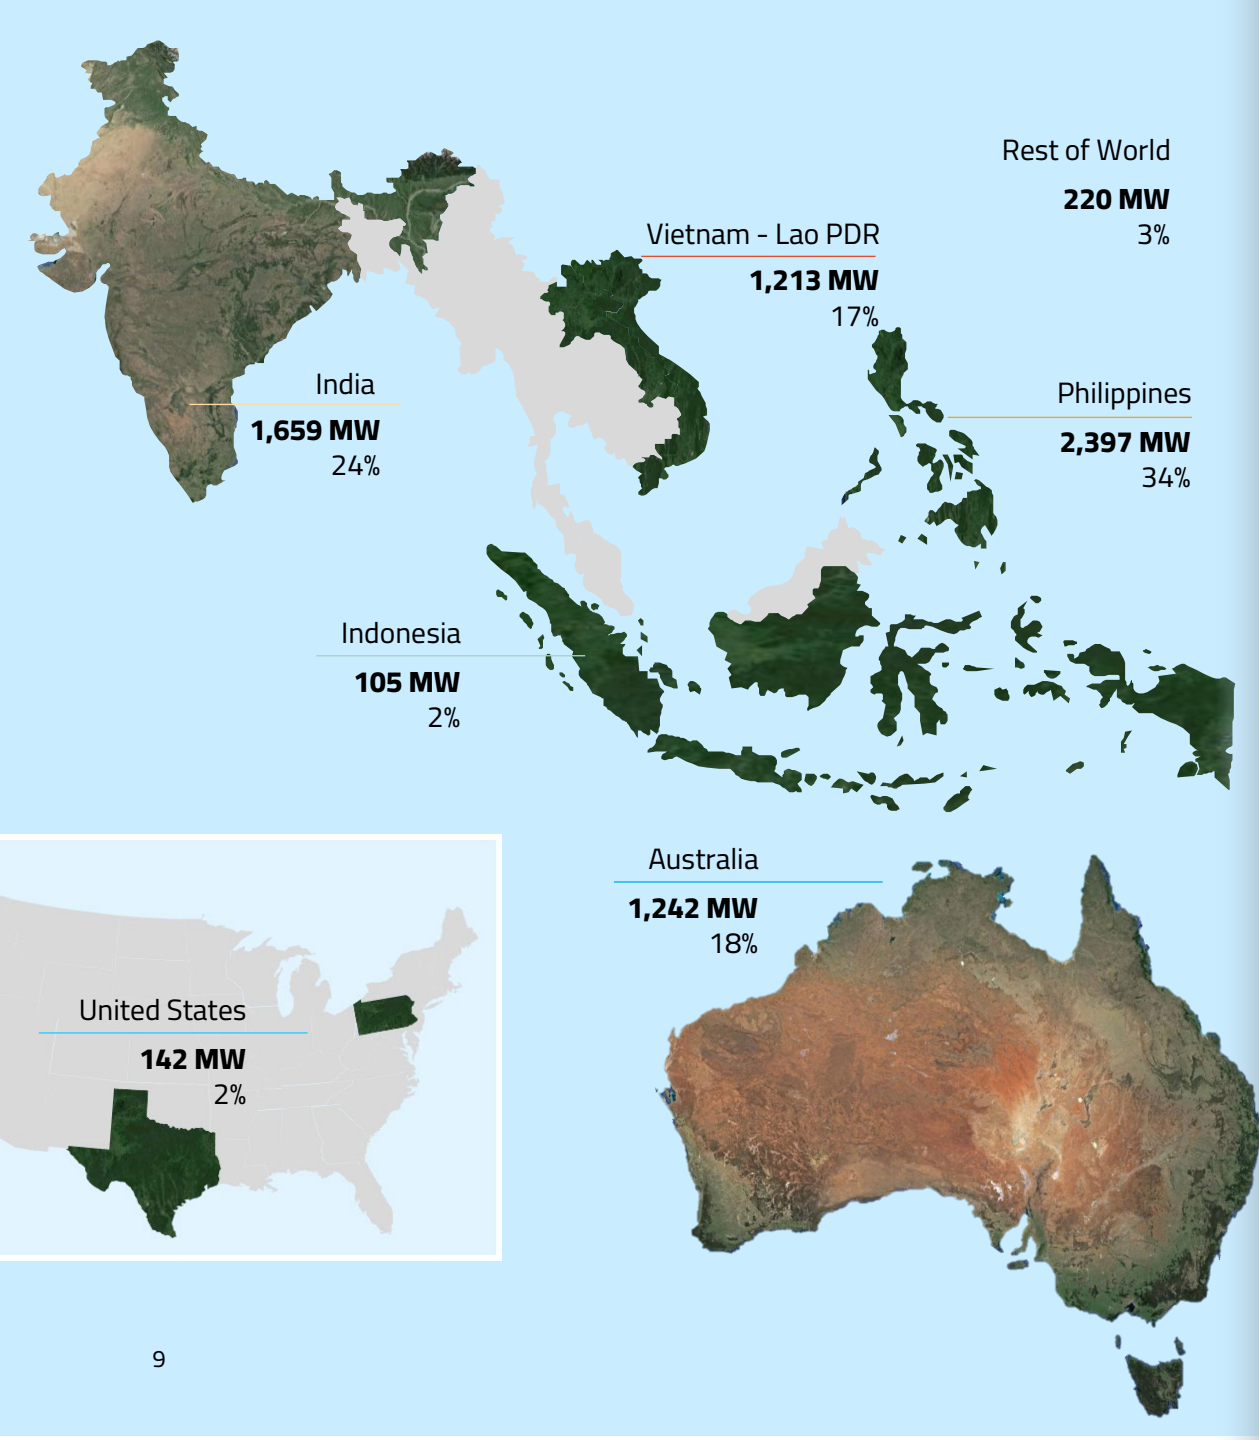 Rest of World
220 MW
3%
Vietnam - Lao PDR
1,213 MW
17%
India
1,659 MW
24%
Philippines
2,397 MW
34%
Indonesia
105 MW
2%
Australia
1,242 MW
18%
United States
142 MW
2%
9